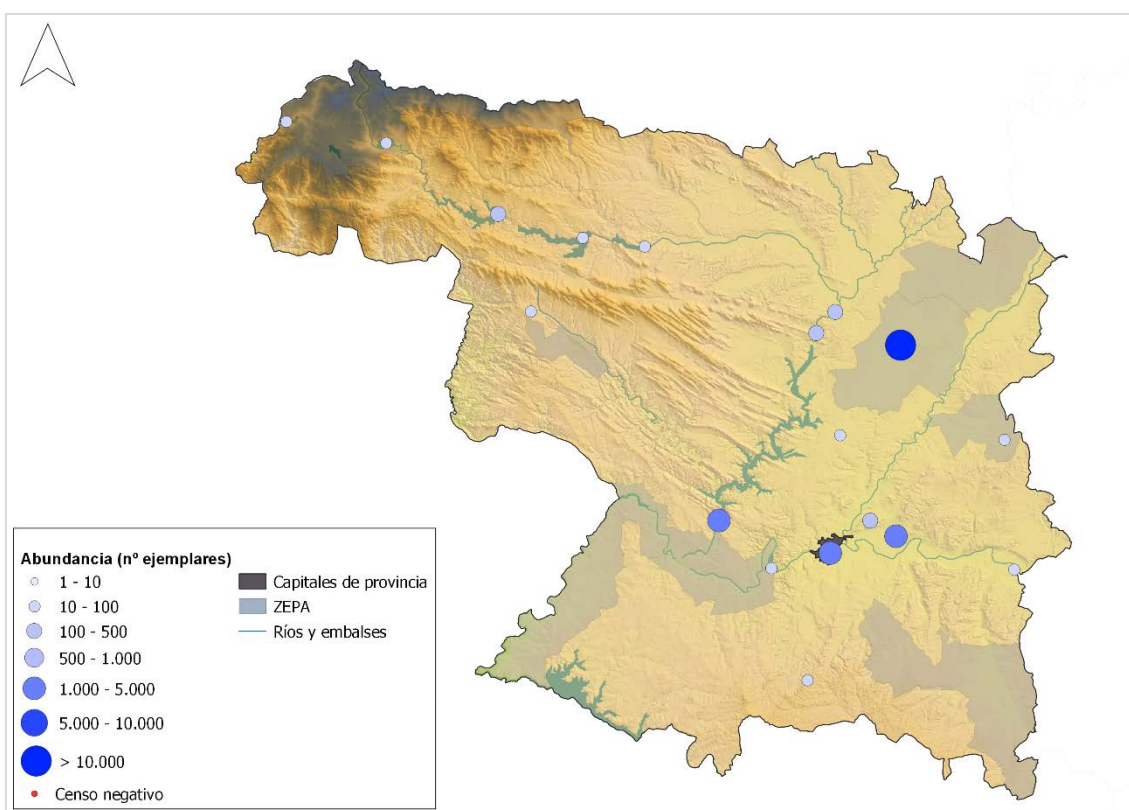 Abundancia (nº ejemplares)
1 - 10
10 - 100
100 - 500
500 - 1.000
1.000 - 5.000
5.000 - 10.000
> 10.000
Censo negativo
Capitales de provincia
ZEPA
Ríos y embalses